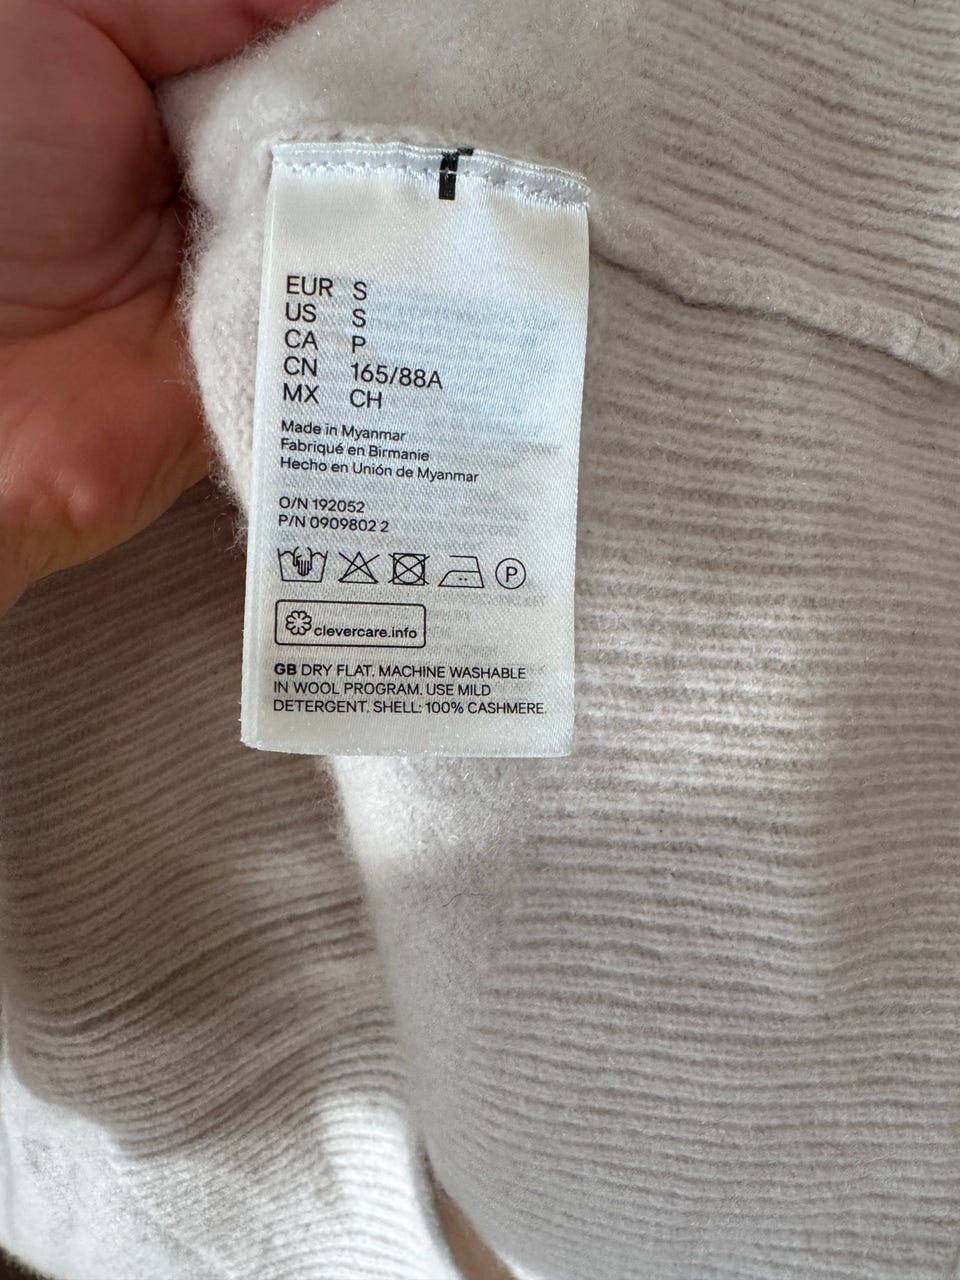 EUR S
US S
CA P
CN 165/88A
MX CH
Made in Myanmar
Fabriqué en Birmanie
Hecho en Unión de Myanmar
O/N 192052
P/N 0909802 2
P
clevercare.info
GB DRY FLAT. MACHINE WASHABLE
IN WOOL PROGRAM. USE MILD
DETERGENT. SHELL: 100% CASHMERE.